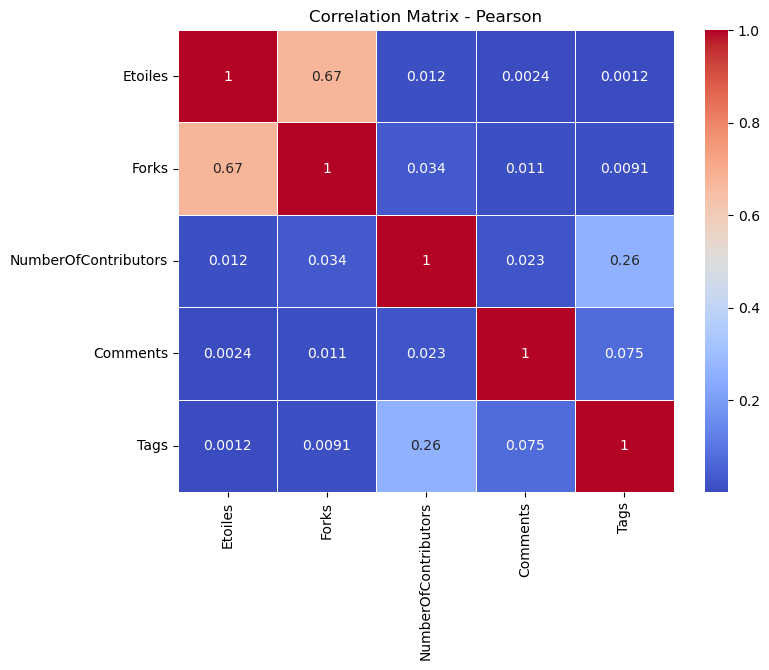 Correlation Matrix - Pearson
Etoiles 1 0.67 0.012 0.0024 0.0012
Forks 0.67 1 0.034 0.011 0.0091
NumberOfContributors 0.012 0.034 1 0.023 0.26
Comments 0.0024 0.011 0.023 1 0.075
Tags 0.0012 0.0091 0.26 0.075 1
Etoiles
Forks
NumberOfContributors
Comments
Tags
1.0
0.8
0.6
0.4
0.2